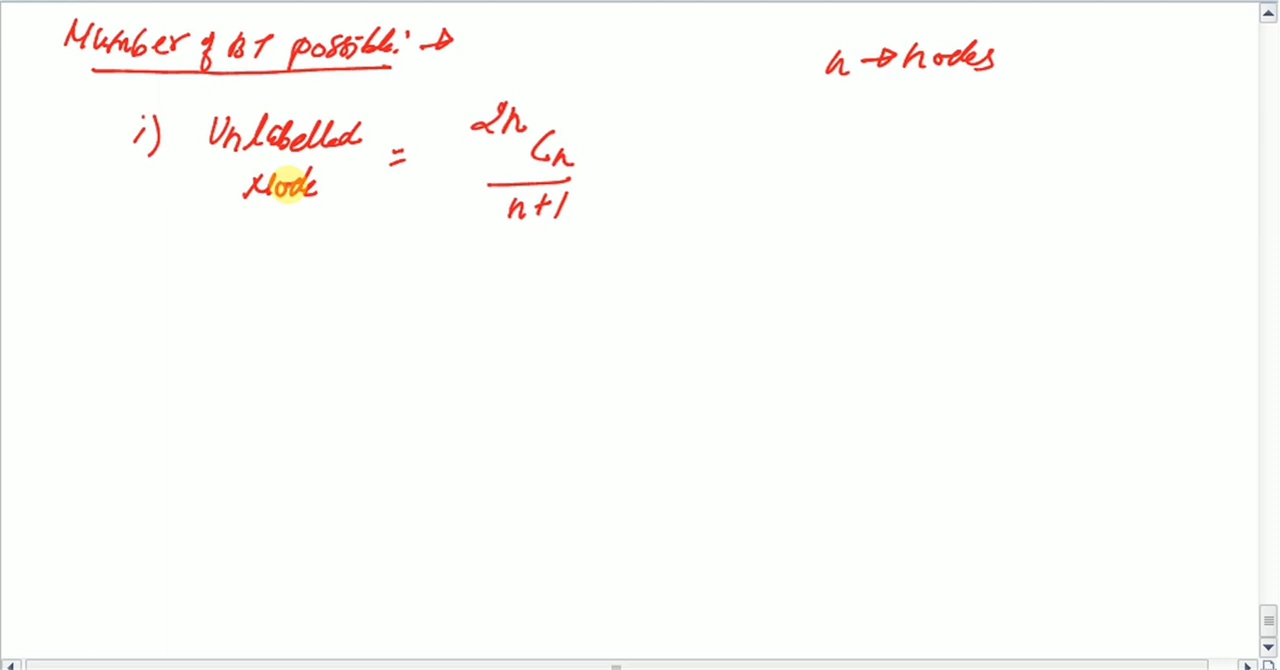 Number of BT possible: →
n → nodes
i) Unlabelled Node = 2nCn / n+1